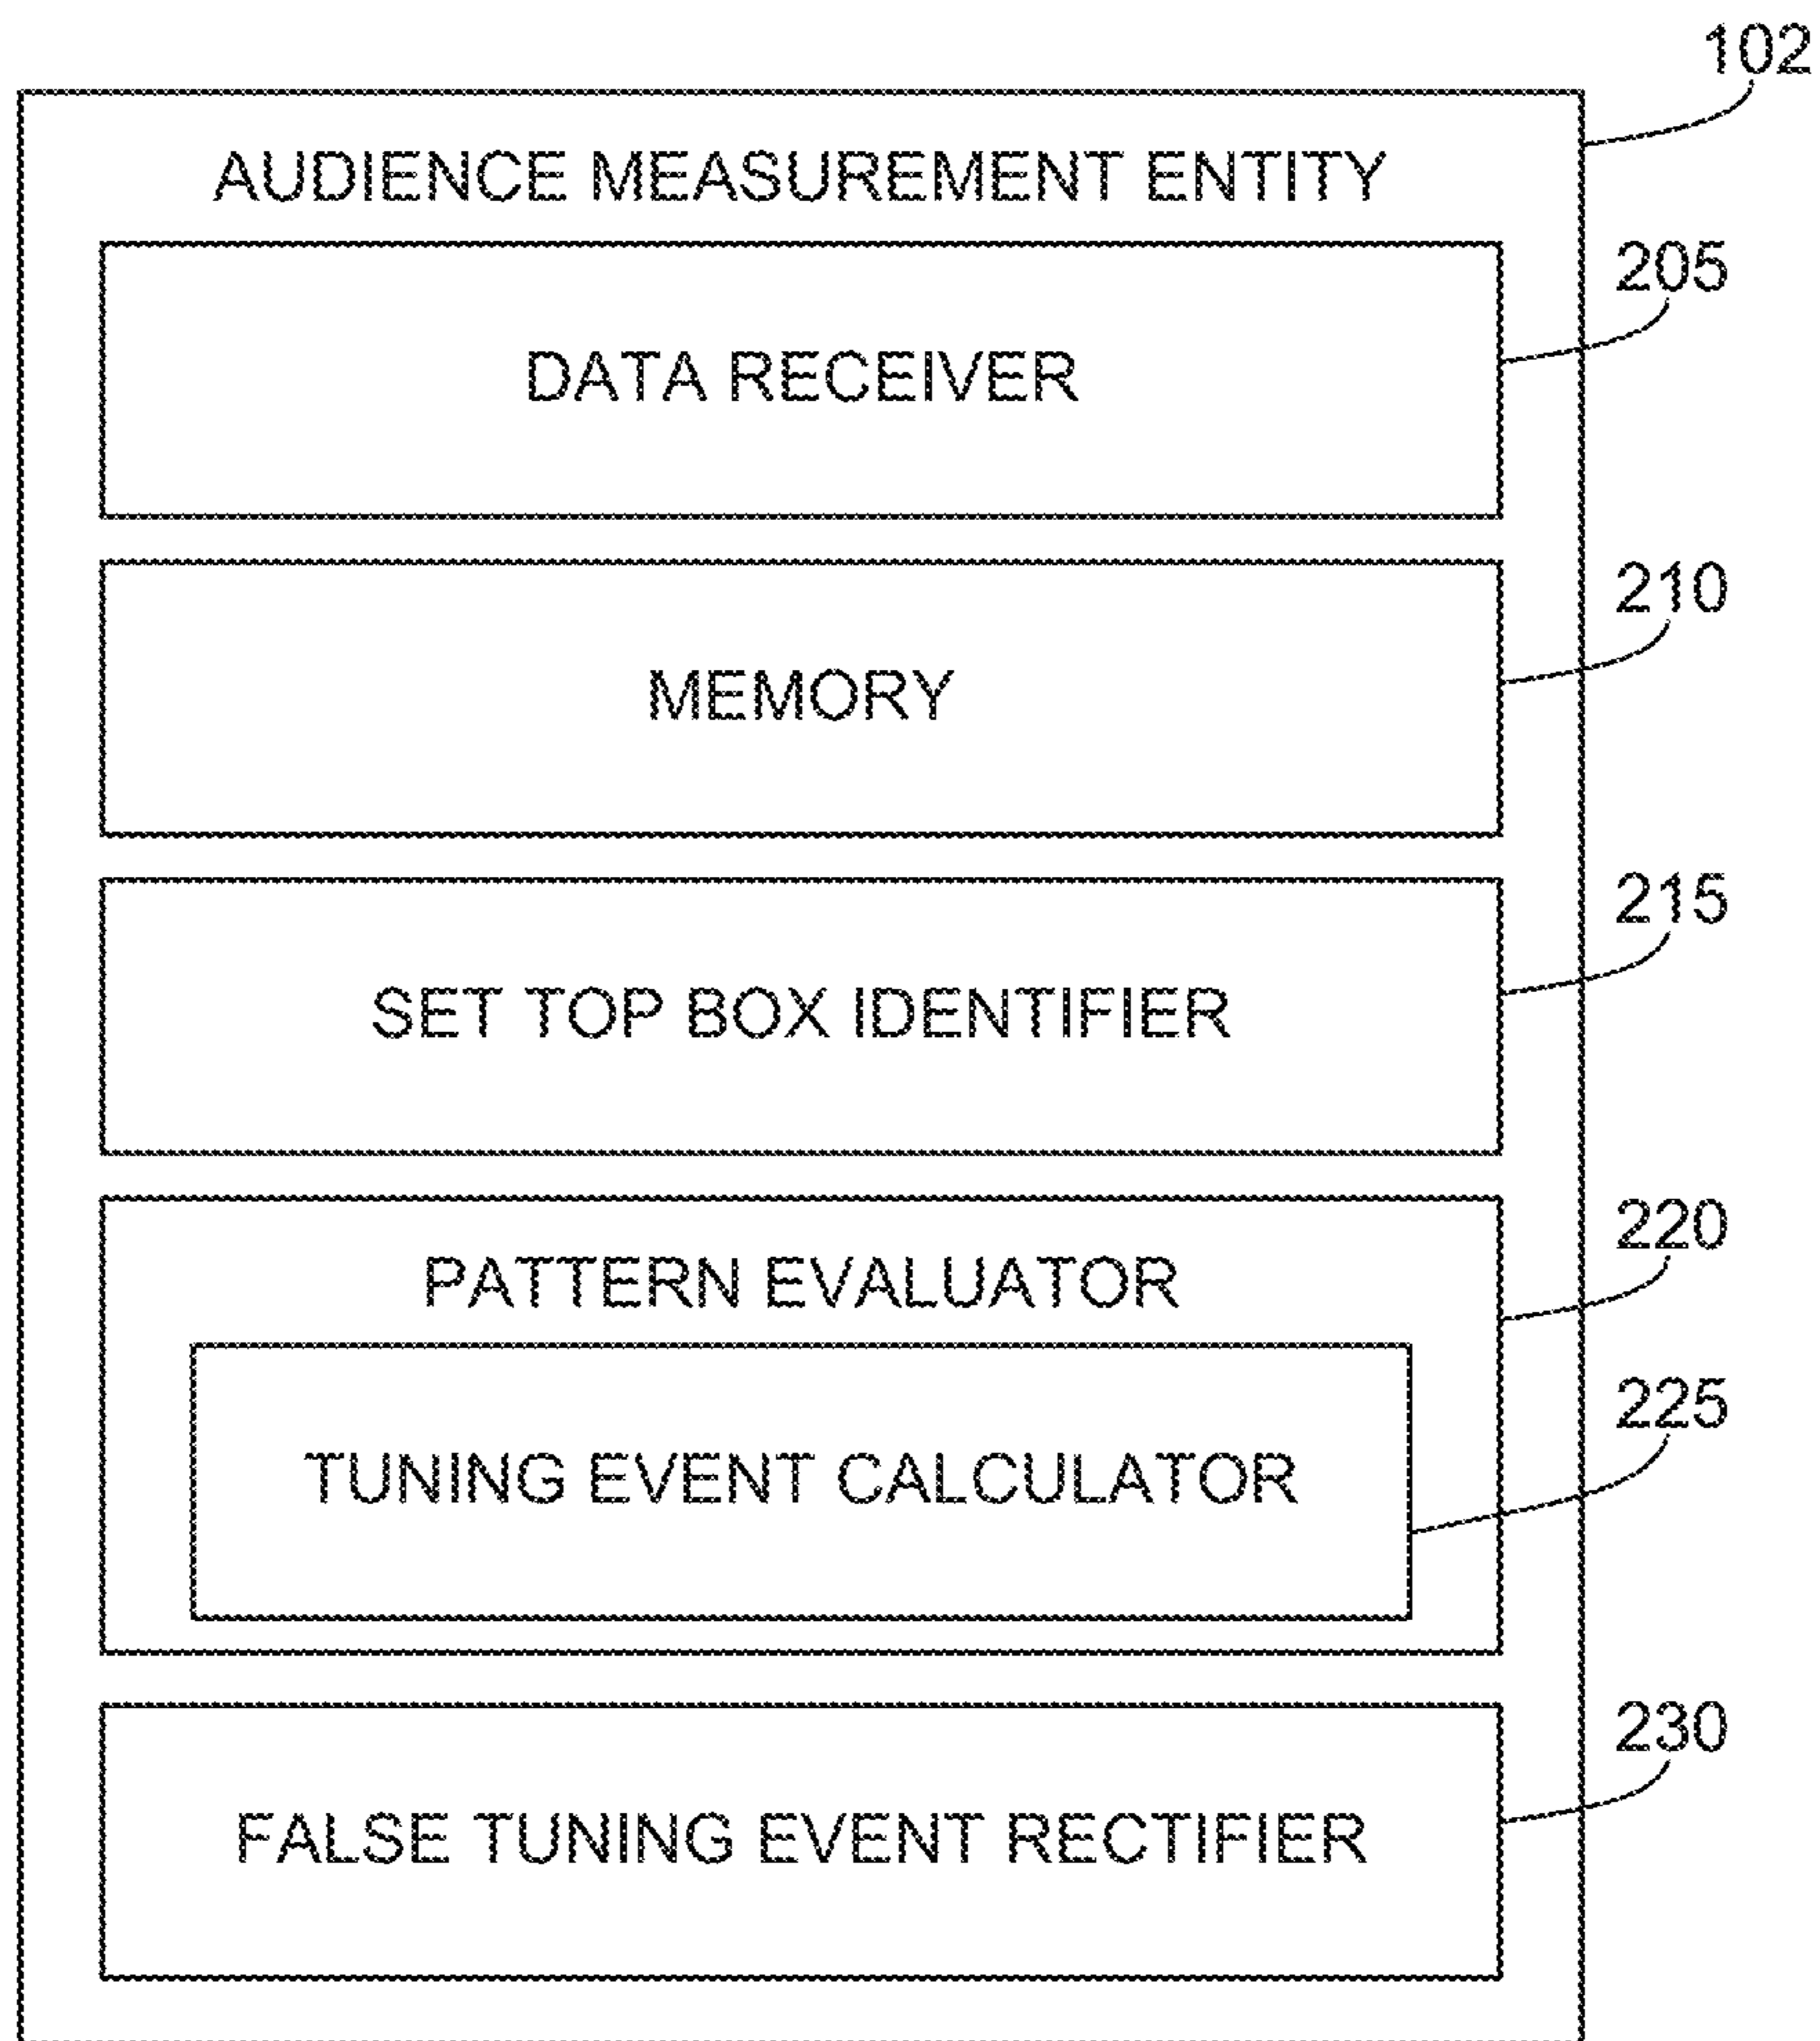 102
AUDIENCE MEASUREMENT ENTITY
205
DATA RECEIVER
210
MEMORY
215
SET TOP BOX IDENTIFIER
220
PATTERN EVALUATOR
225
TUNING EVENT CALCULATOR
230
FALSE TUNING EVENT RECTIFIER